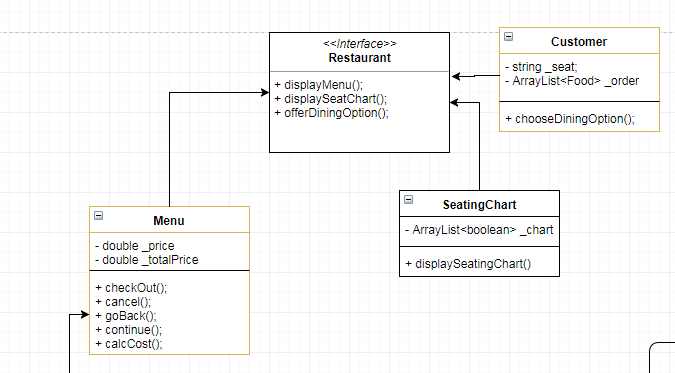 <<Interface>>
Restaurant
+ displayMenu();
+ displaySeatChart();
+ offerDiningOption();
Customer
- string _seat;
- ArrayList<Food> _order
+ chooseDiningOption();
Menu
- double _price
- double _totalPrice
+ checkOut();
+ cancel();
+ goBack();
+ continue();
+ calcCost();
SeatingChart
- ArrayList<boolean> _chart
+ displaySeatingChart()